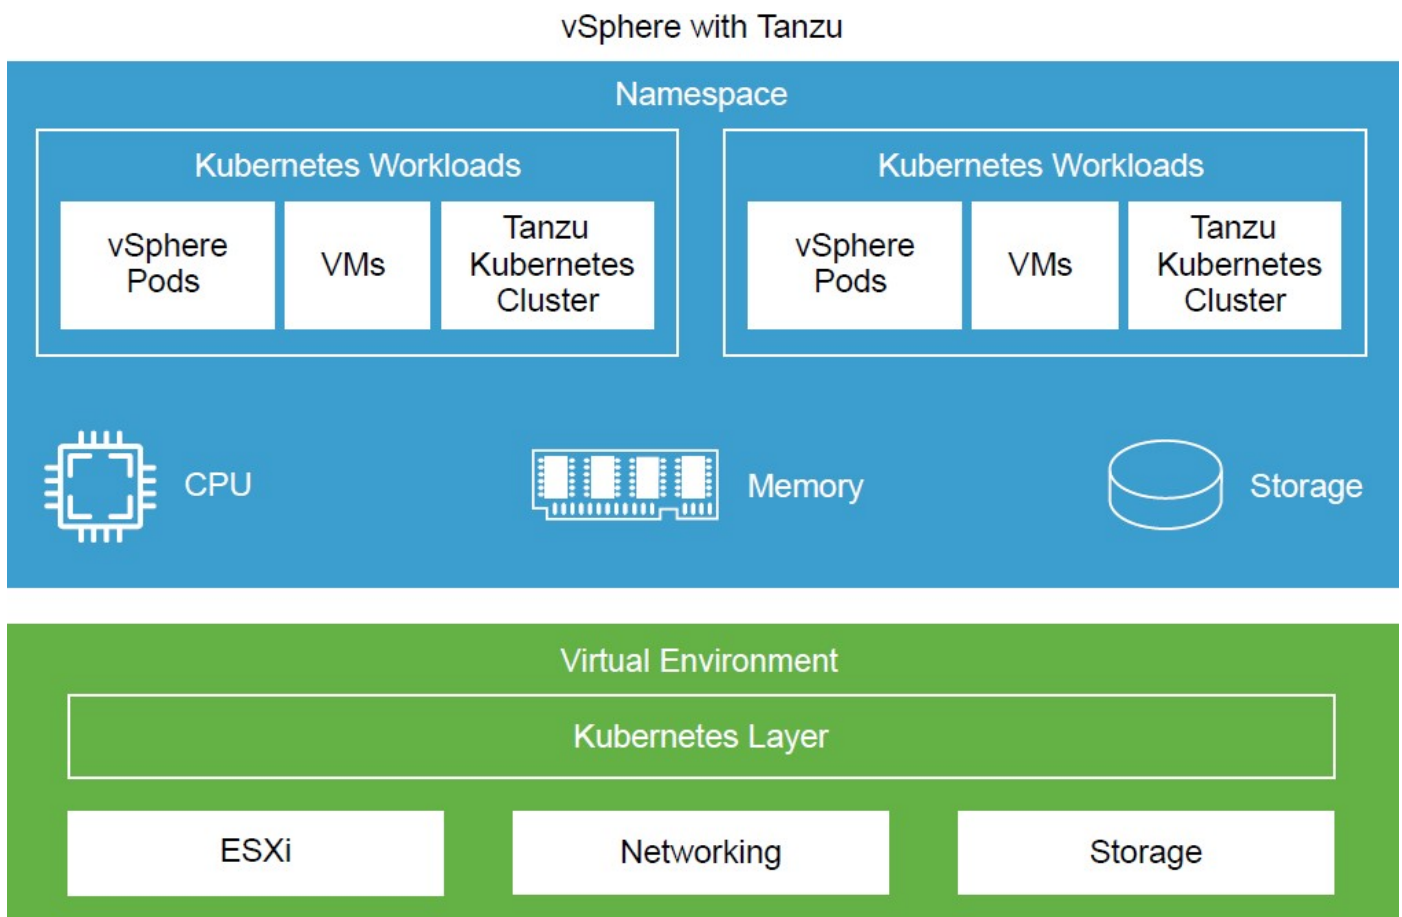 vSphere with Tanzu
Namespace
Kubernetes Workloads
vSphere
Pods
VMs
Tanzu
Kubernetes
Cluster
Kubernetes Workloads
vSphere
Pods
VMs
Tanzu
Kubernetes
Cluster
CPU
Memory
Storage
Virtual Environment
Kubernetes Layer
ESXi
Networking
Storage